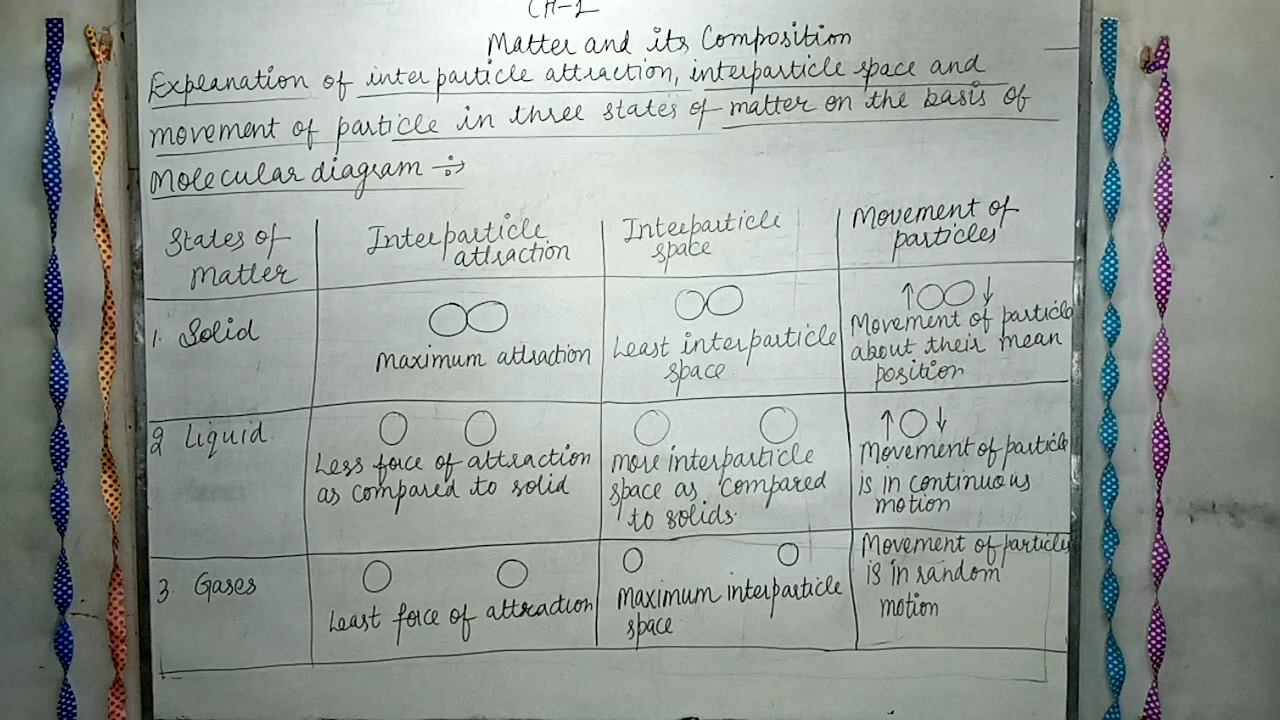 CH-1
Matter and its Composition
Explanation of interparticle attraction, interparticle space and
movement of particle in three states of matter on the basis of
Molecular diagram
States of
matter
Interparticle
attraction
Interparticle
space
Movement of
particles
1. Solid
Maximum attraction
Least interparticle
space
Movement of particle
about their mean
position
2 Liquid
Less force of attraction
as compared to solid
more interparticle
space as compared
to solids.
Movement of particle
is in continuous
motion
3. Gases
Least force of attraction
Maximum interparticle
space
Movement of particles
is in random
motion